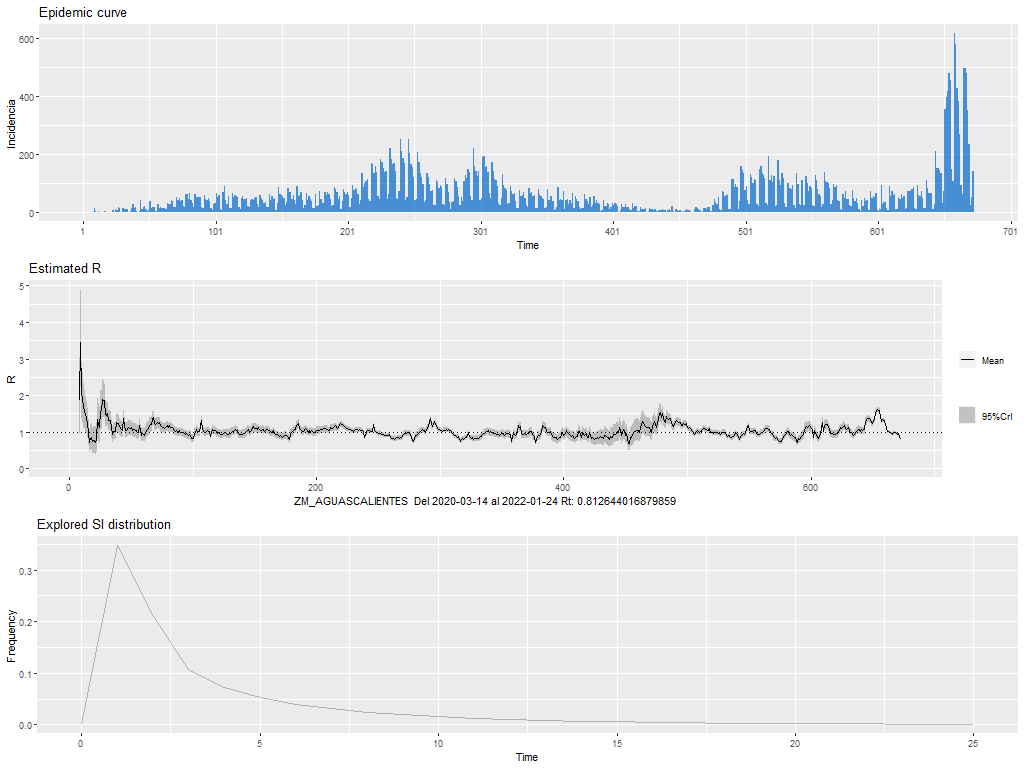 Epidemic curve
Incidencia
600
400
200
0
1
101
201
301
401
501
601
701
Time
Estimated R
R
5
4
3
2
1
0
0
200
400
600
Mean
95%CrI
ZM_AGUASCALIENTES Del 2020-03-14 al 2022-01-24 Rt: 0.812644016879859
Explored SI distribution
Frequency
0.3
0.2
0.1
0.0
0
5
10
15
20
25
Time